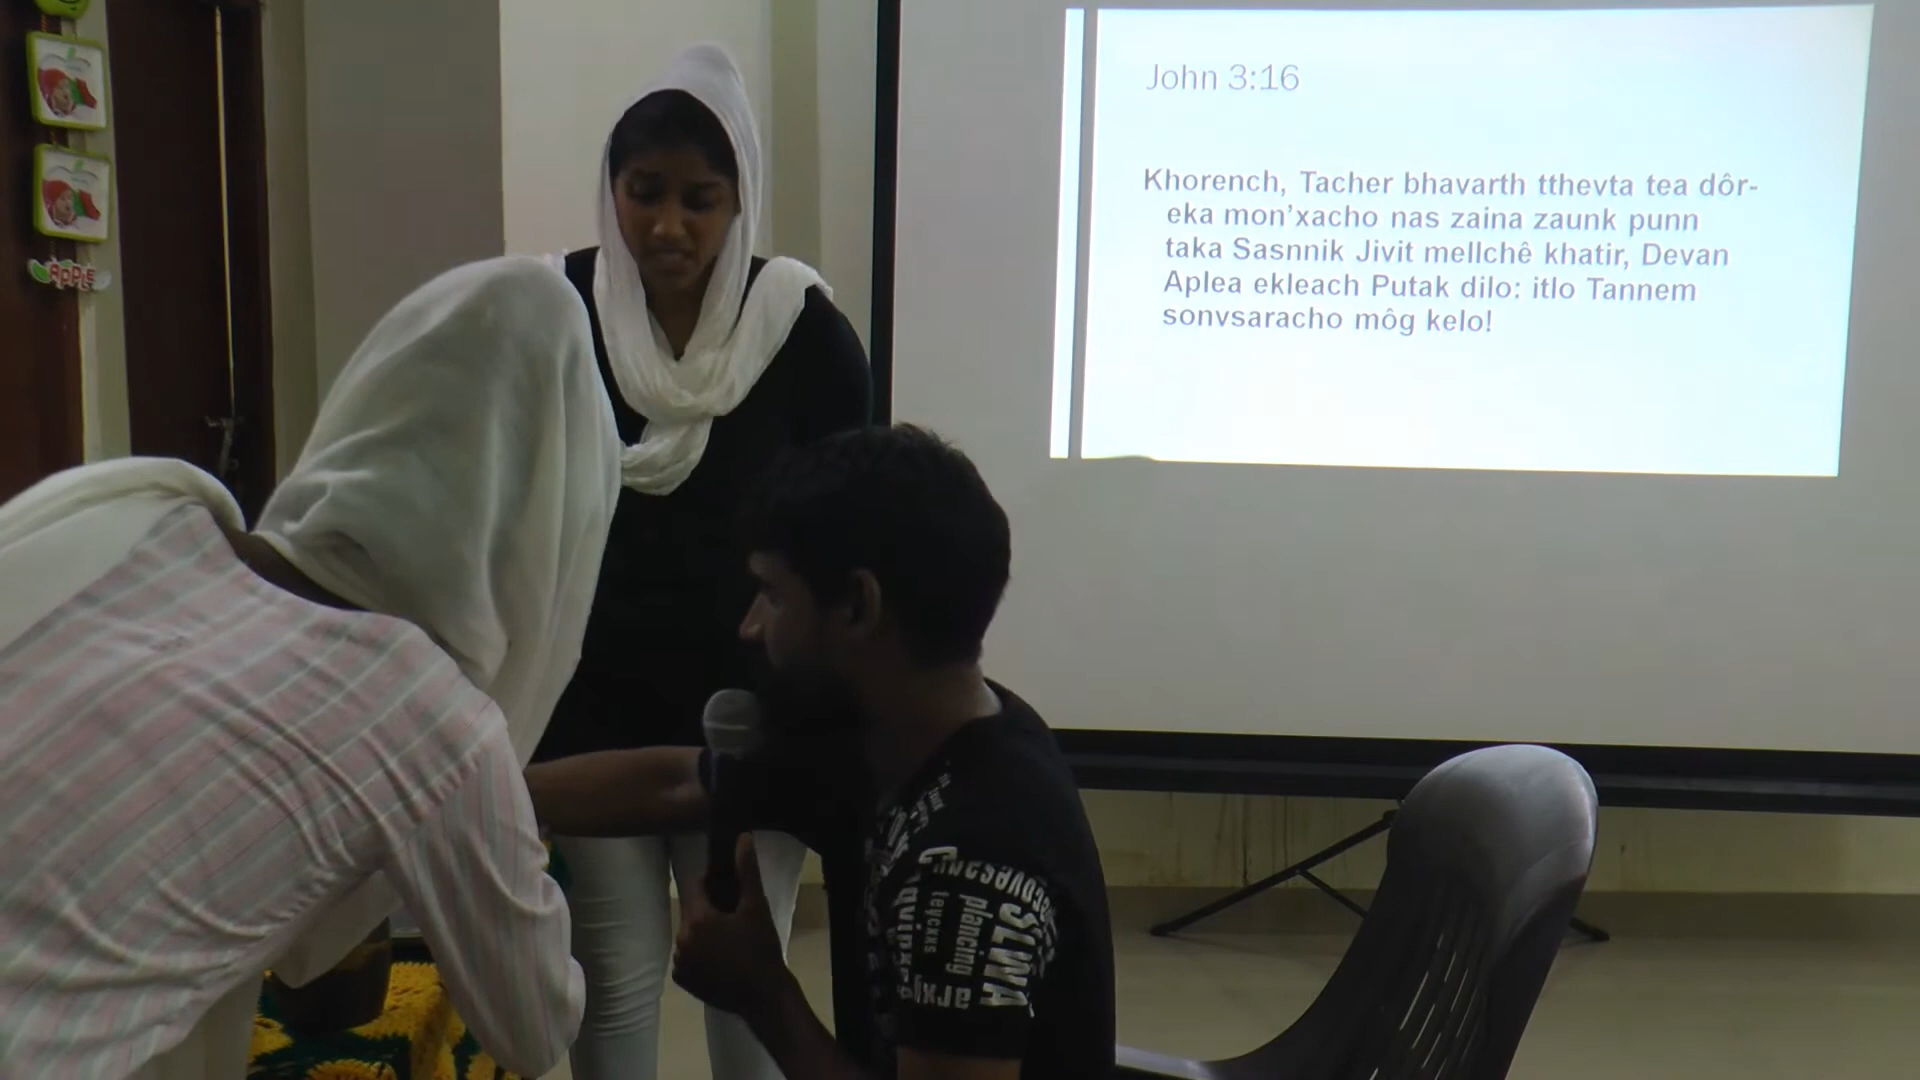 John 3:16
Khorench, Tacher bhavarth tthevta tea dôr-
eka mon’xacho nas zaina zaunk punn
taka Sasnnik Jivit mellchê khatir, Devan
Aplea ekleach Putak dilo: itlo Tannem
sonvsaracho môg kelo!
APPLE